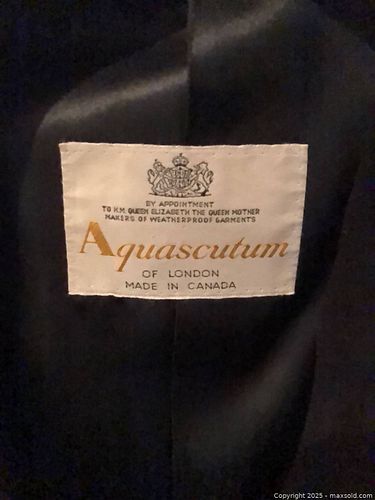 BY APPOINTMENT
TO H.M. QUEEN ELIZABETH THE QUEEN MOTHER
MAKERS OF WEATHERPROOF GARMENTS
Aquascutum
OF LONDON
MADE IN CANADA
Copyright 2025 - maxsold.com